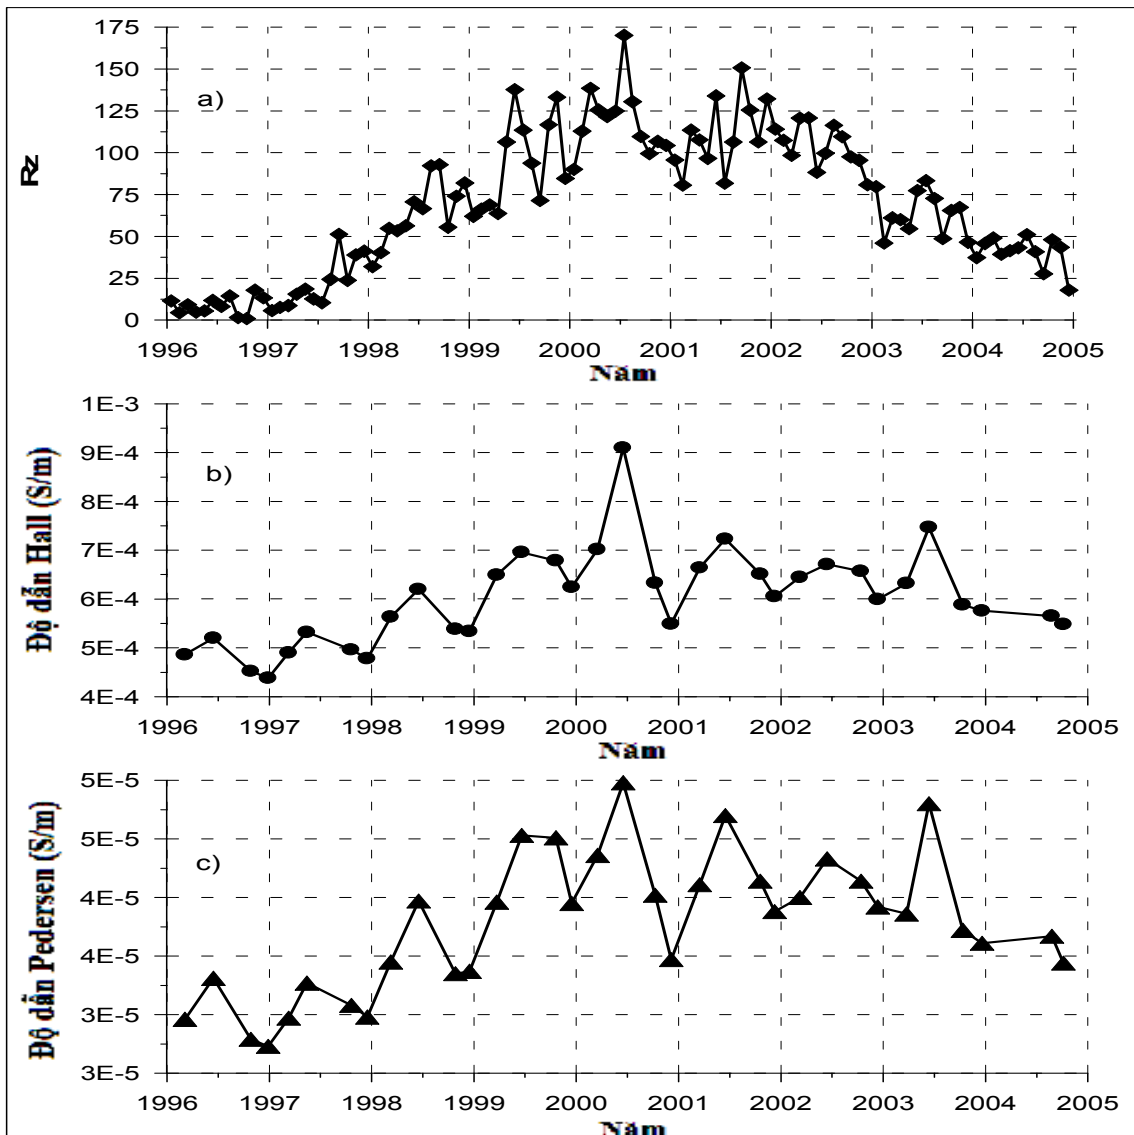 175
150
125
100
75
50
25
0
Rz
a)
1996 1997 1998 1999 2000 2001 2002 2003 2004 2005
Năm
1E-3
9E-4
8E-4
7E-4
6E-4
5E-4
4E-4
Độ dẫn Hall (S/m)
b)
1996 1997 1998 1999 2000 2001 2002 2003 2004 2005
Năm
5E-5
5E-5
4E-5
4E-5
3E-5
3E-5
Độ dẫn Pedersen (S/m)
c)
1996 1997 1998 1999 2000 2001 2002 2003 2004 2005
Năm